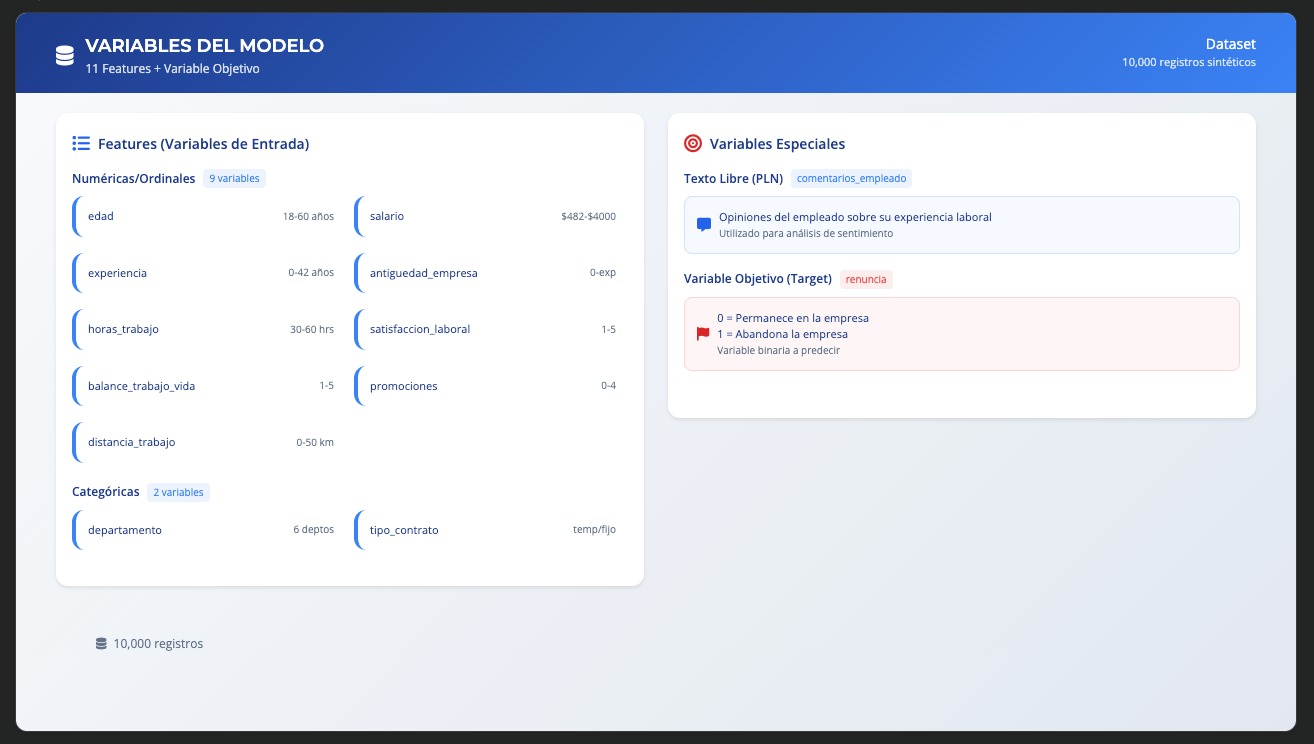 VARIABLES DEL MODELO
11 Features + Variable Objetivo
Dataset
10,000 registros sintéticos
Features (Variables de Entrada)
Numéricas/Ordinales 9 variables
edad 18-60 años
salario $482-$4000
experiencia 0-42 años
antiguedad_empresa 0-exp
horas_trabajo 30-60 hrs
satisfaccion_laboral 1-5
balance_trabajo_vida 1-5
promociones 0-4
distancia_trabajo 0-50 km
Categóricas 2 variables
departamento 6 deptos
tipo_contrato temp/fijo
Variables Especiales
Texto Libre (PLN) comentarios_empleado
Opiniones del empleado sobre su experiencia laboral
Utilizado para análisis de sentimiento
Variable Objetivo (Target) renuncia
0 = Permanece en la empresa
1 = Abandona la empresa
Variable binaria a predecir
10,000 registros